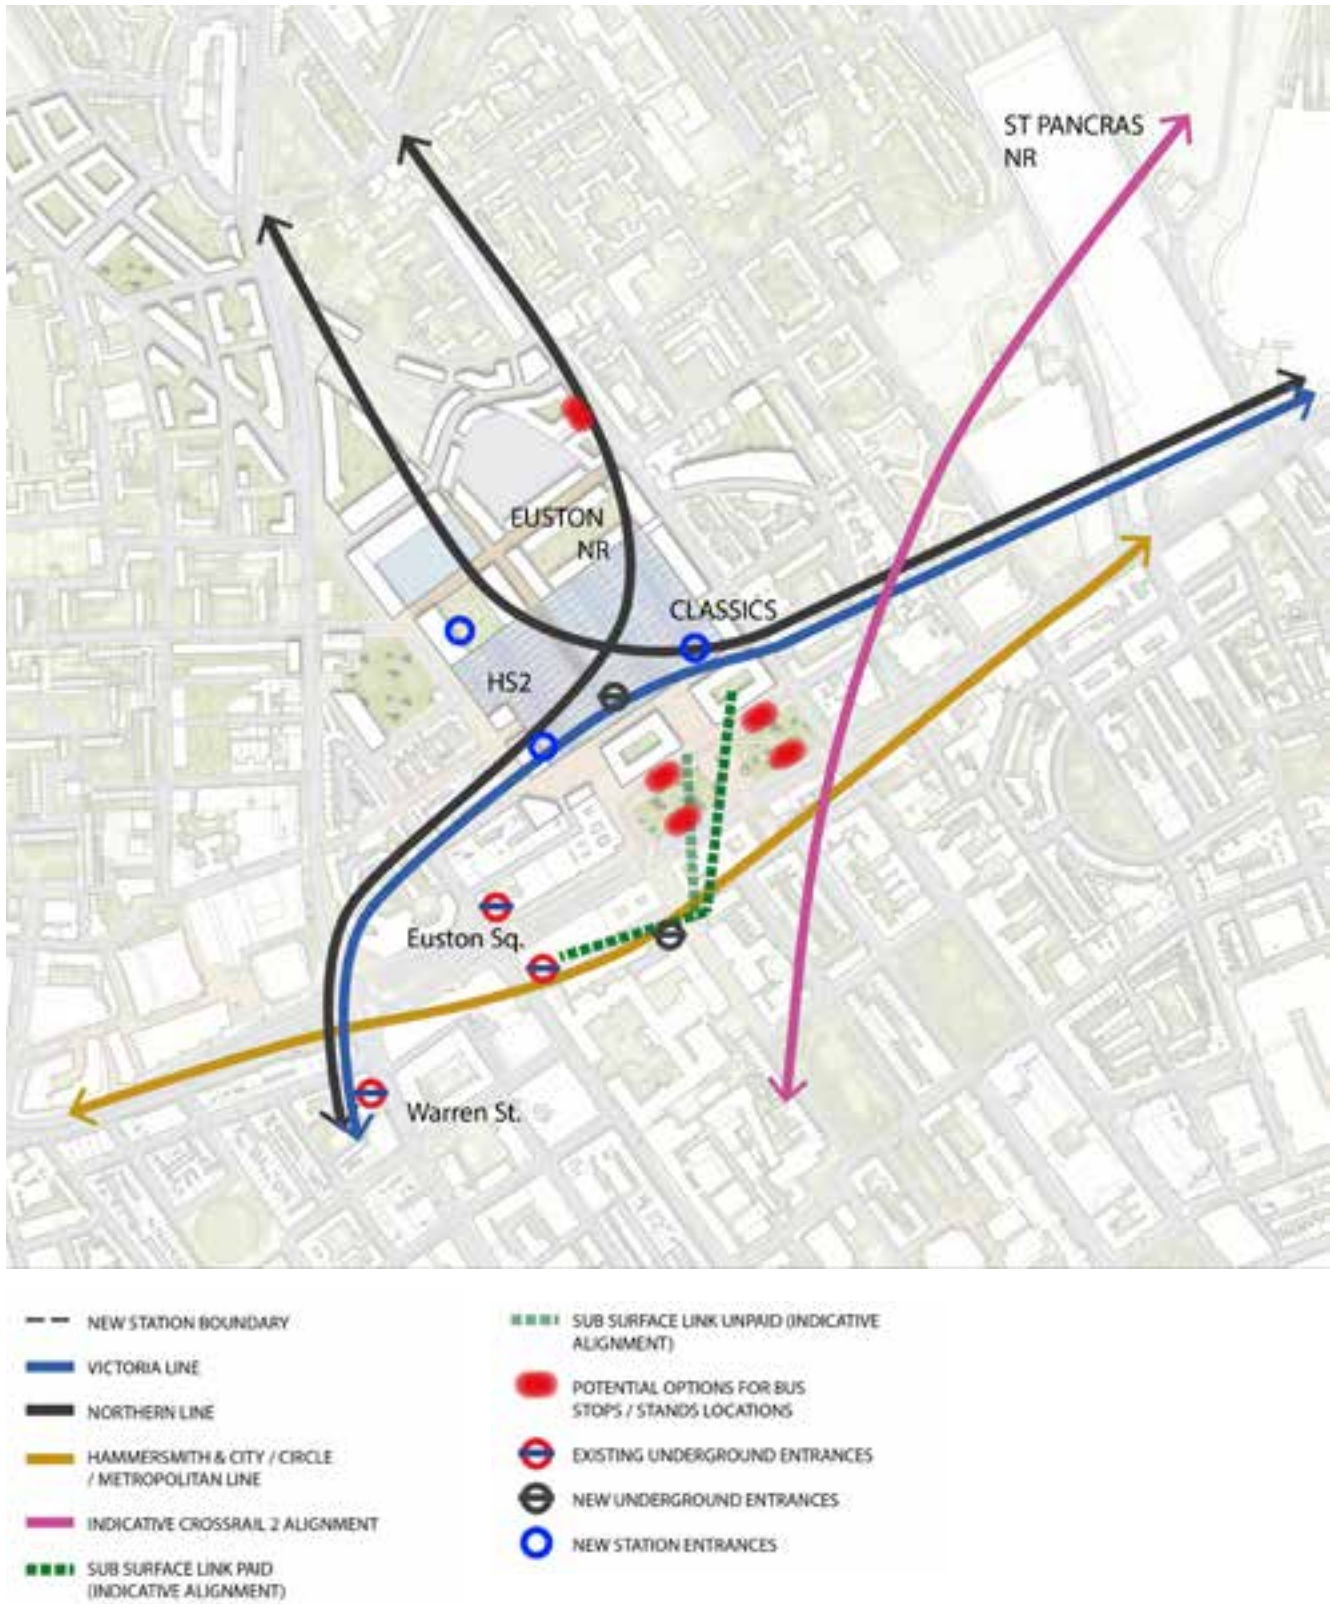 ST PANCRAS
NR
EUSTON
NR
CLASSICS
HS2
Euston Sq.
Warren St.
NEW STATION BOUNDARY
VICTORIA LINE
NORTHERN LINE
HAMMERSMITH & CITY / CIRCLE
/ METROPOLITAN LINE
INDICATIVE CROSSRAIL 2 ALIGNMENT
SUB SURFACE LINK PAID
(INDICATIVE ALIGNMENT)
SUB SURFACE LINK UNPAID (INDICATIVE
ALIGNMENT)
POTENTIAL OPTIONS FOR BUS
STOPS / STANDS LOCATIONS
EXISTING UNDERGROUND ENTRANCES
NEW UNDERGROUND ENTRANCES
NEW STATION ENTRANCES